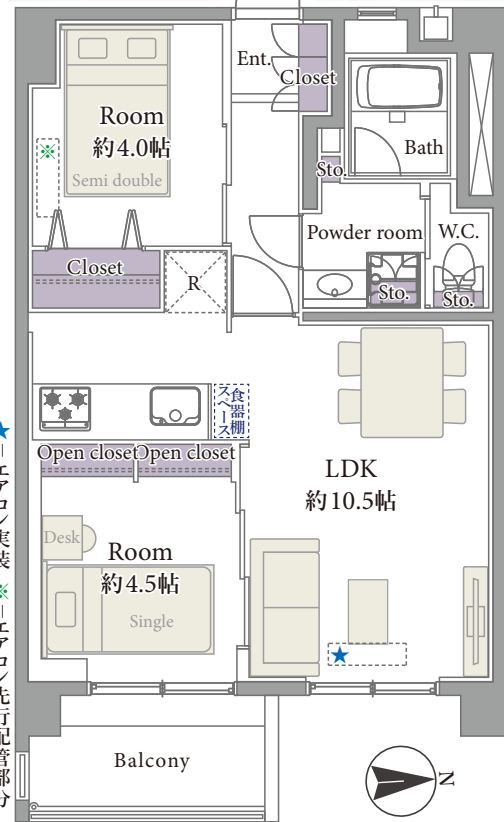 Ent.
Closet
Room
約4.0帖
※
Semi double
Bath
Sto.
Powder room
W.C.
Closet
R
Sto.
Sto.
食器棚
スペース
Open closet
Open closet
LDK
約10.5帖
Desk
Room
約4.5帖
Single
★
★=エアコン実装 ※=エアコン先行配管部分
Balcony
N